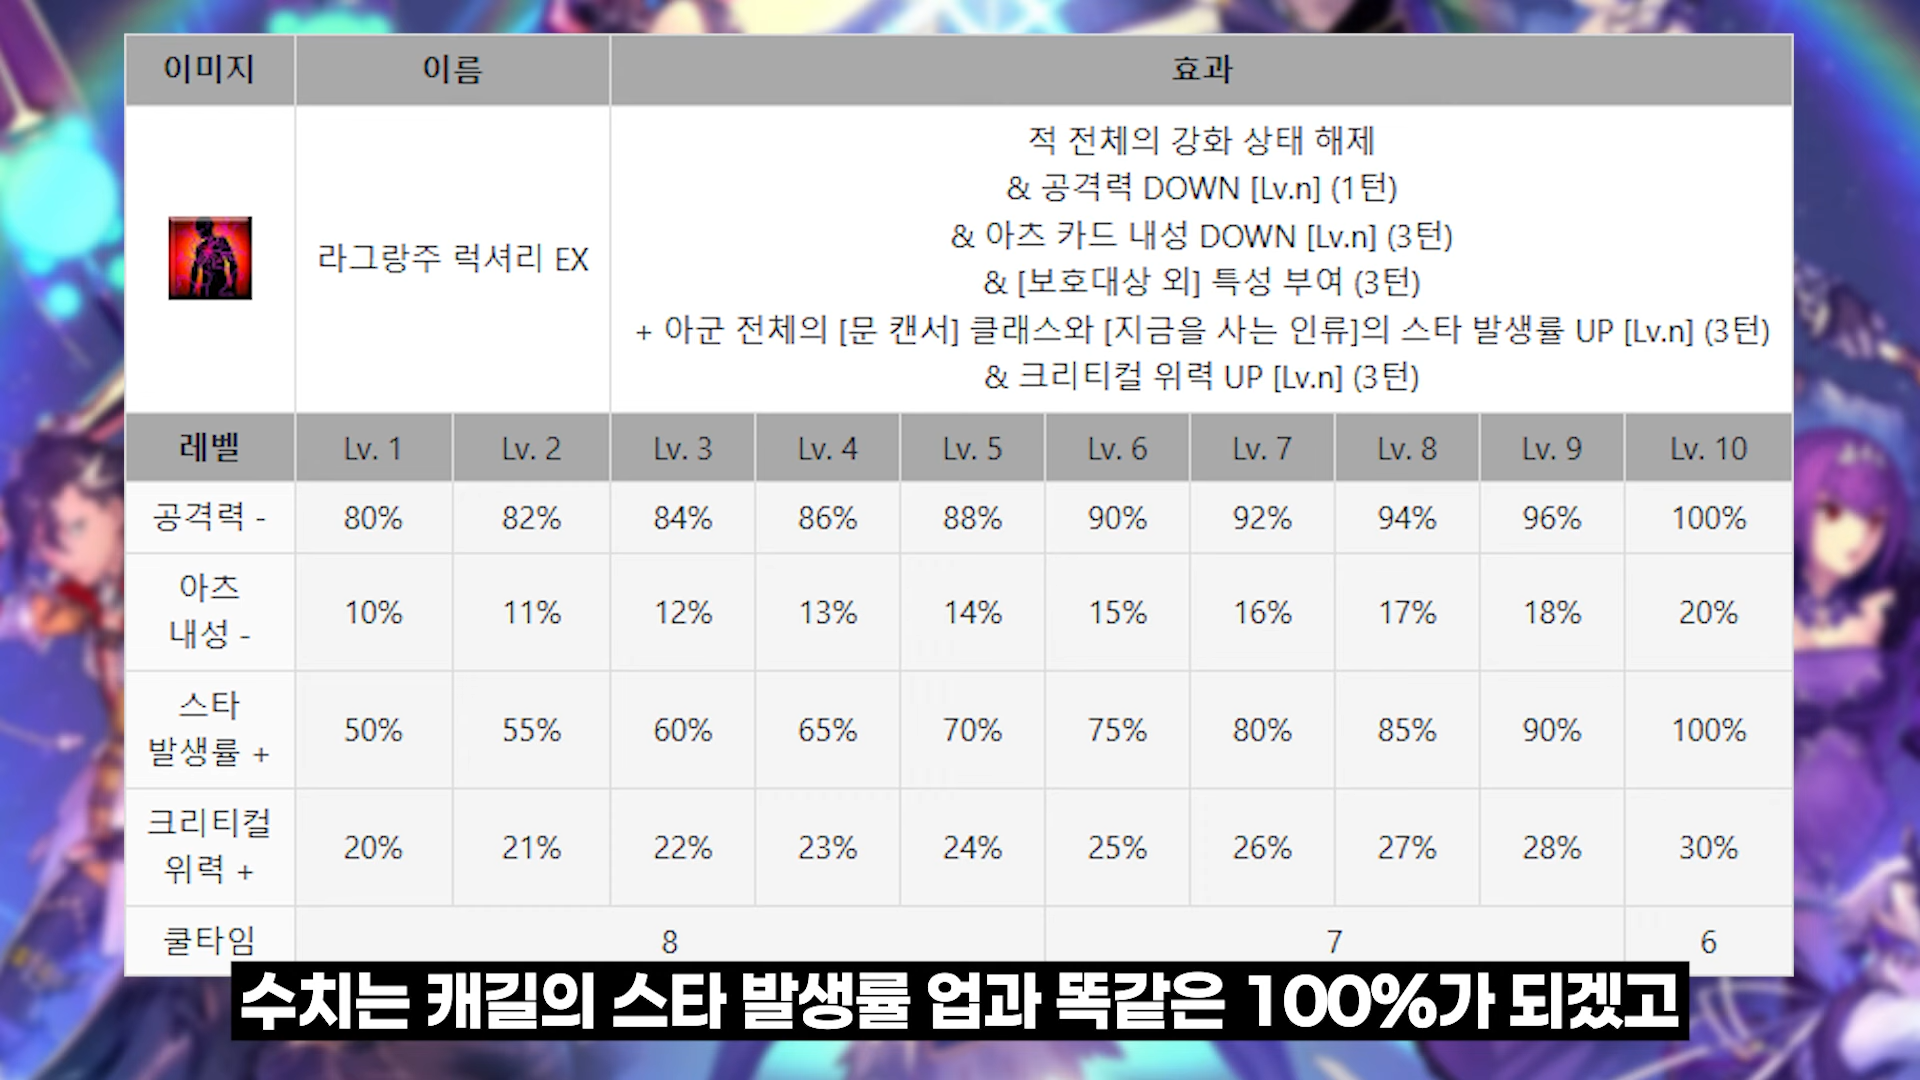 이미지 이름 효과
적 전체의 강화 상태 해제
& 공격력 DOWN [Lv.n] (1턴)
& 아츠 카드 내성 DOWN [Lv.n] (3턴)
라그랑주 럭셔리 EX
& [보호대상 외] 특성 부여 (3턴)
+ 아군 전체의 [문 캔서] 클래스와 [지금을 사는 인류]의 스타 발생률 UP [Lv.n] (3턴)
& 크리티컬 위력 UP [Lv.n] (3턴)
레벨 Lv. 1 Lv. 2 Lv. 3 Lv. 4 Lv. 5 Lv. 6 Lv. 7 Lv. 8 Lv. 9 Lv. 10
공격력 - 80% 82% 84% 86% 88% 90% 92% 94% 96% 100%
아츠
내성 - 10% 11% 12% 13% 14% 15% 16% 17% 18% 20%
스타
발생률 + 50% 55% 60% 65% 70% 75% 80% 85% 90% 100%
크리티컬
위력 + 20% 21% 22% 23% 24% 25% 26% 27% 28% 30%
쿨타임 8 7 6
수치는 캐길의 스타 발생률 업과 똑같은 100%가 되겠고